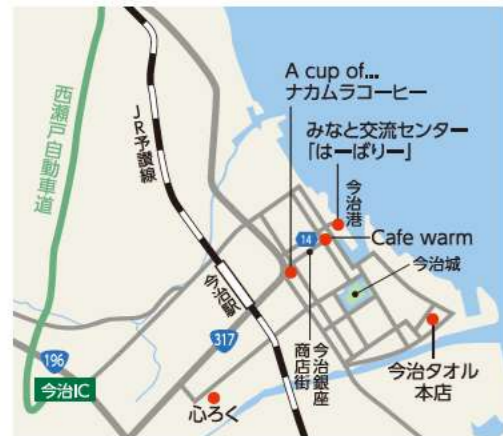 A cup of...
ナカムラコーヒー
みなと交流センター
「はーばりー」
西瀬戸自動車道
JR予讃線
今治港
14
Cafe warm
今治城
今治駅
317
今治銀座
商店街
196
今治IC
心ろく
今治タオル
本店